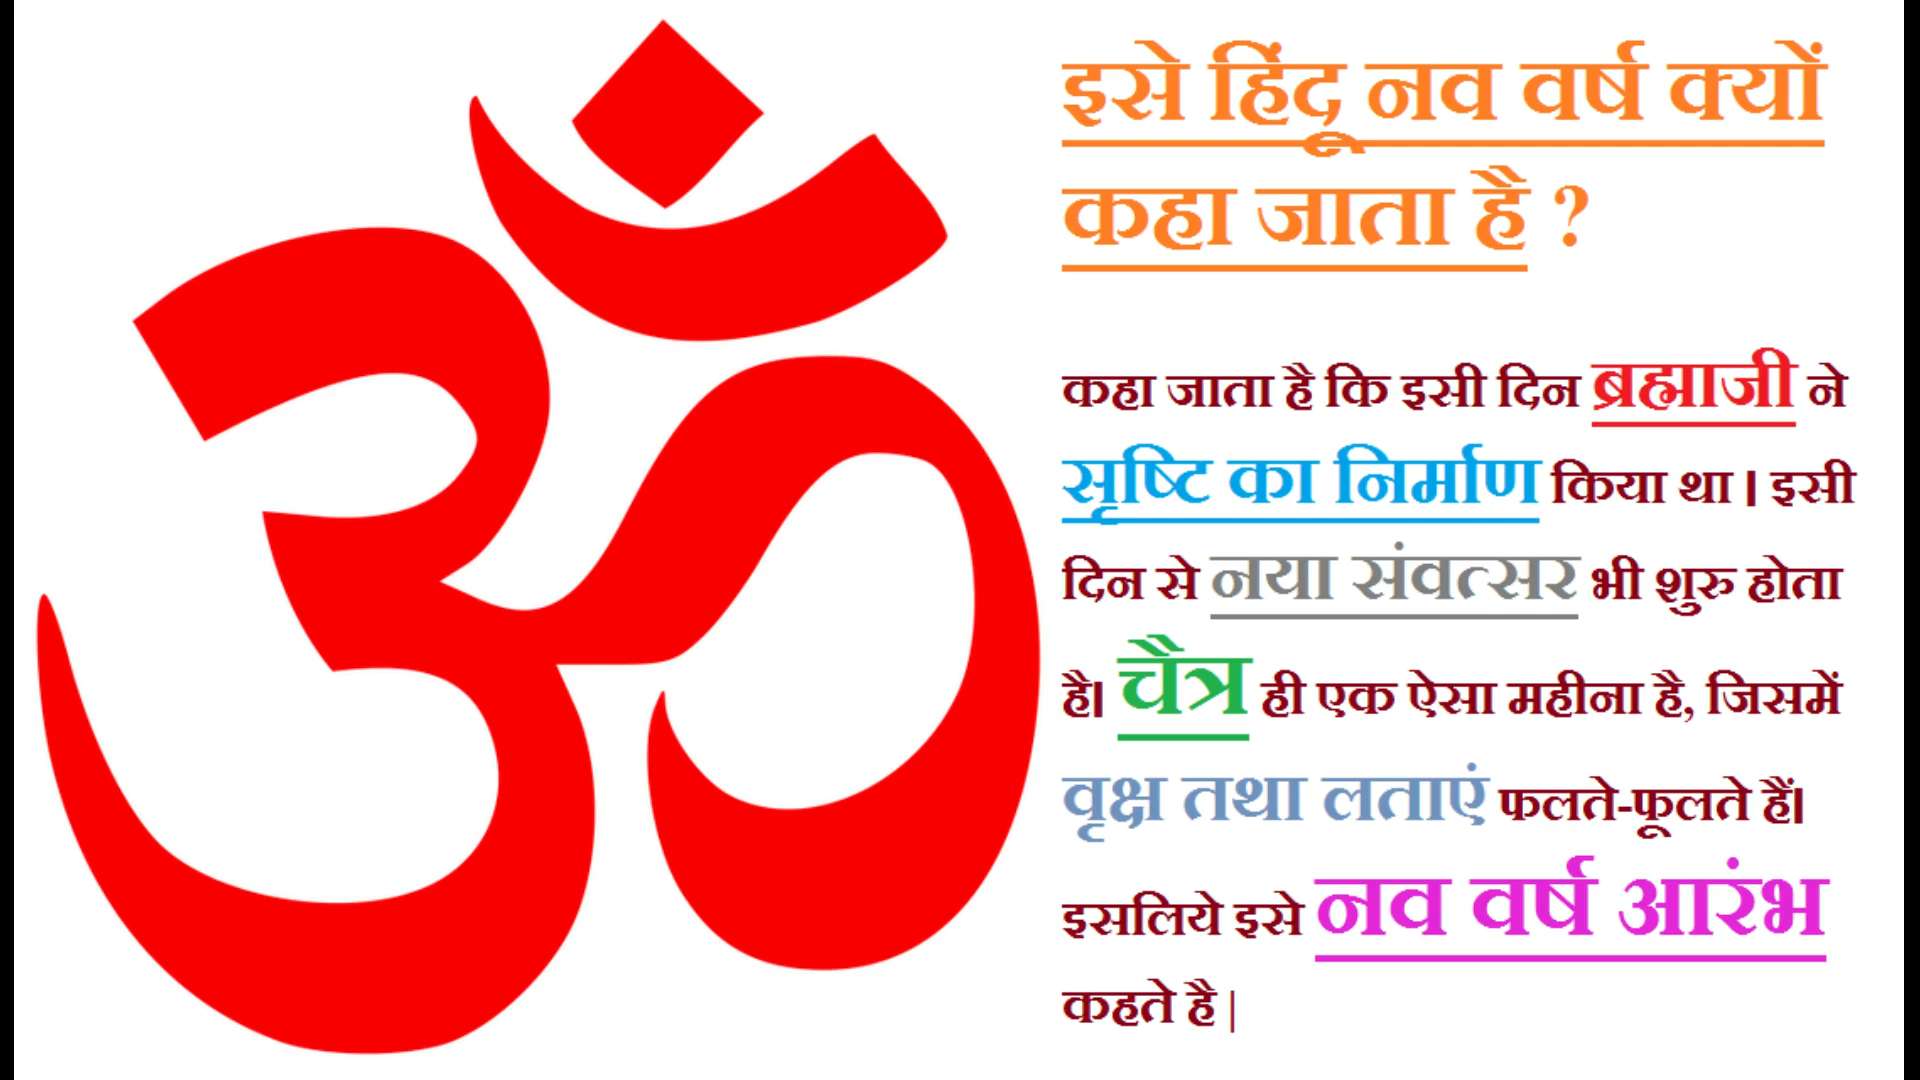 ॐ
इसे हिंदू नव वर्ष क्यों
कहा जाता है ?
कहा जाता है कि इसी दिन ब्रह्माजी ने
सृष्टि का निर्माण किया था । इसी
दिन से नया संवत्सर भी शुरु होता
है। चैत्र ही एक ऐसा महीना है, जिसमें
वृक्ष तथा लताएं फलते-फूलते हैं।
इसलिये इसे नव वर्ष आरंभ
कहते है |